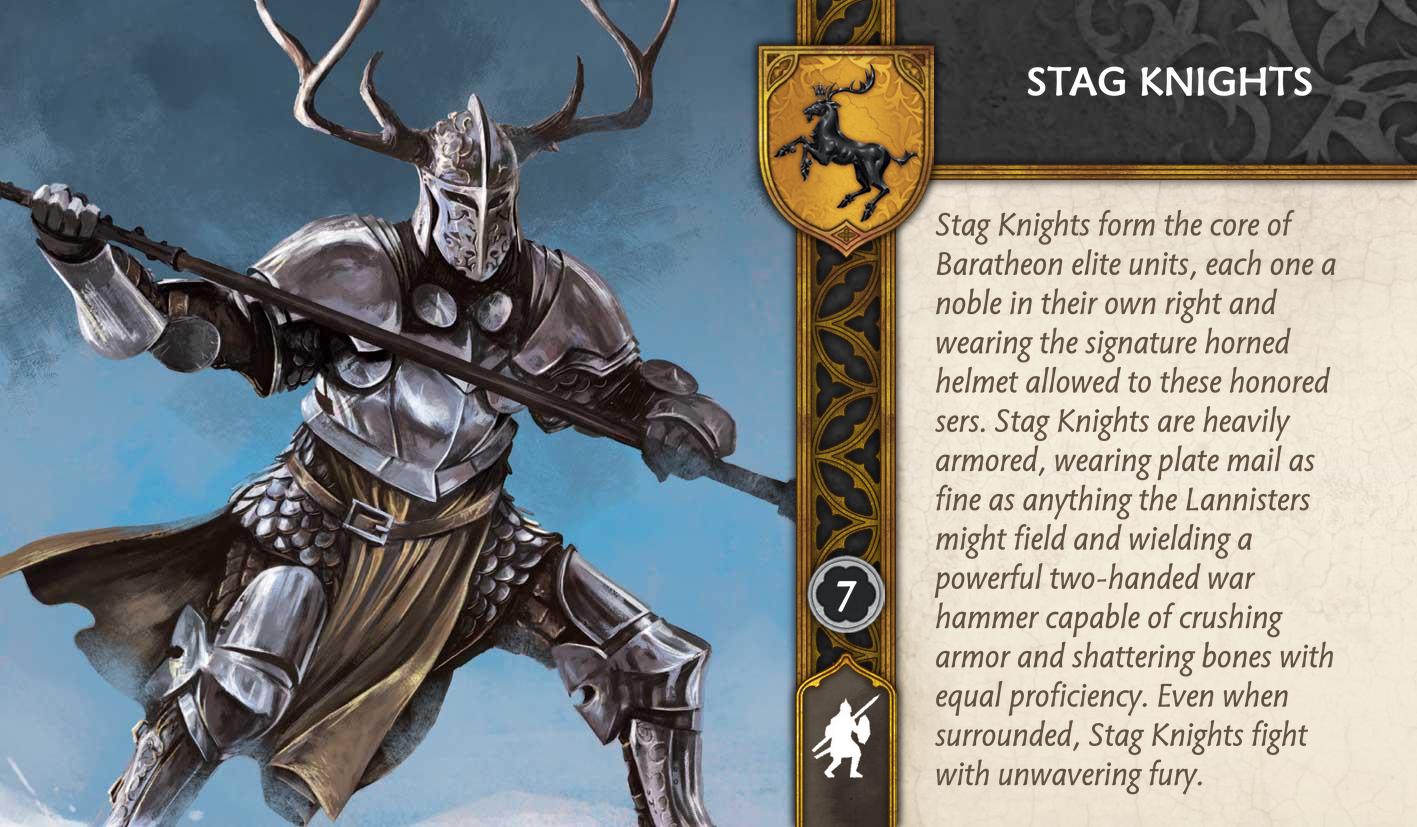 STAG KNIGHTS
Stag Knights form the core of
Baratheon elite units, each one a
noble in their own right and
wearing the signature horned
helmet allowed to these honored
sers. Stag Knights are heavily
armored, wearing plate mail as
fine as anything the Lannisters
might field and wielding a
powerful two-handed war
hammer capable of crushing
armor and shattering bones with
equal proficiency. Even when
surrounded, Stag Knights fight
with unwavering fury.
7